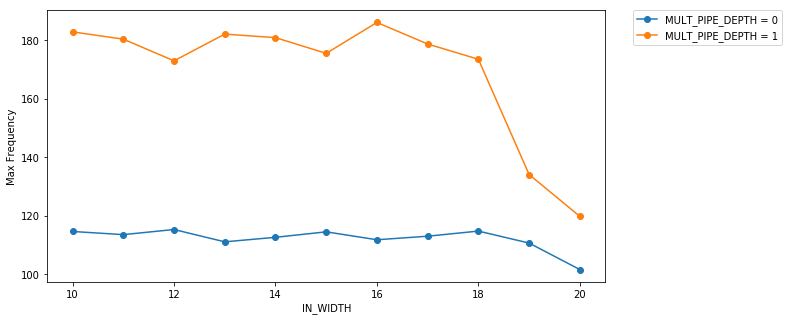 MULT_PIPE_DEPTH = 0
MULT_PIPE_DEPTH = 1
Max Frequency
180
160
140
120
100
10
12
14
16
18
20
IN_WIDTH